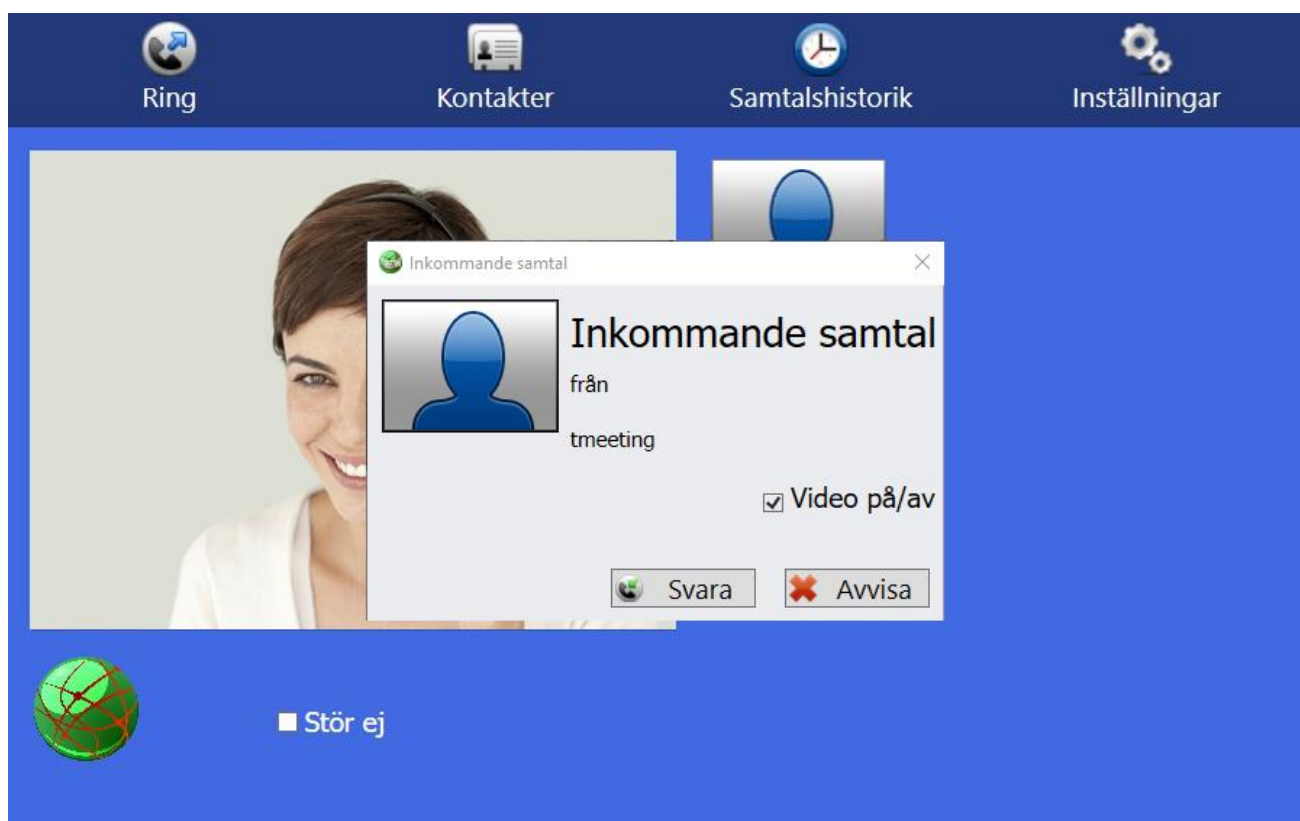 Ring
Kontakter
Samtalshistorik
Inställningar
Inkommande samtal
Inkommande samtal
från
tmeeting
Video på/av
Svara
Avvisa
Stör ej